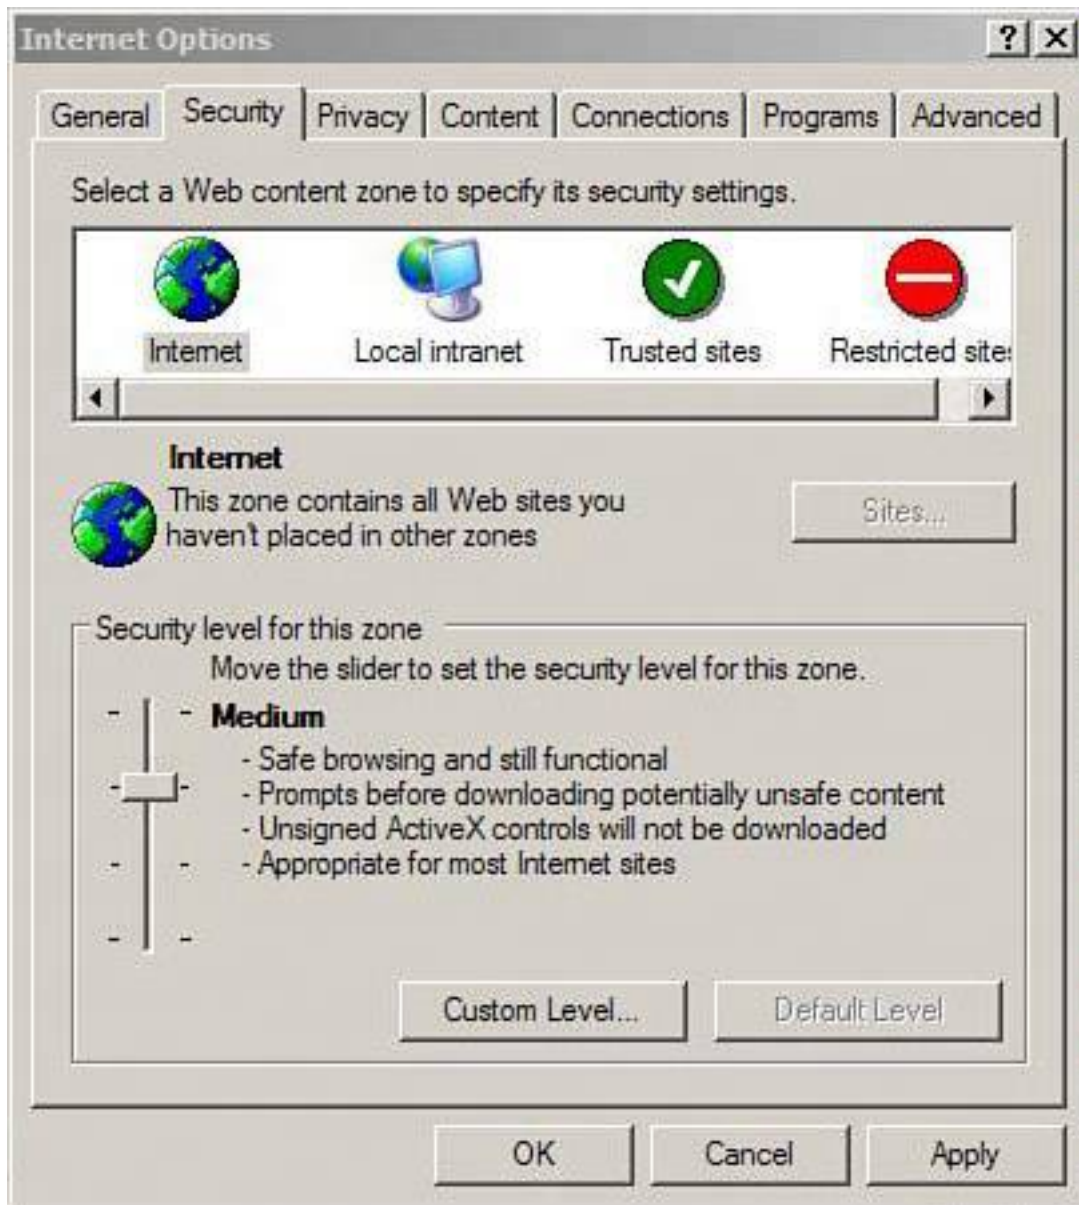 Internet Options
General Security Privacy Content Connections Programs Advanced
Select a Web content zone to specify its security settings.
Internet Local intranet Trusted sites Restricted sites
Internet
This zone contains all Web sites you
haven't placed in other zones
Sites...
Security level for this zone
Move the slider to set the security level for this zone.
Medium
- Safe browsing and still functional
- Prompts before downloading potentially unsafe content
- Unsigned ActiveX controls will not be downloaded
- Appropriate for most Internet sites
Custom Level... Default Level
OK Cancel Apply